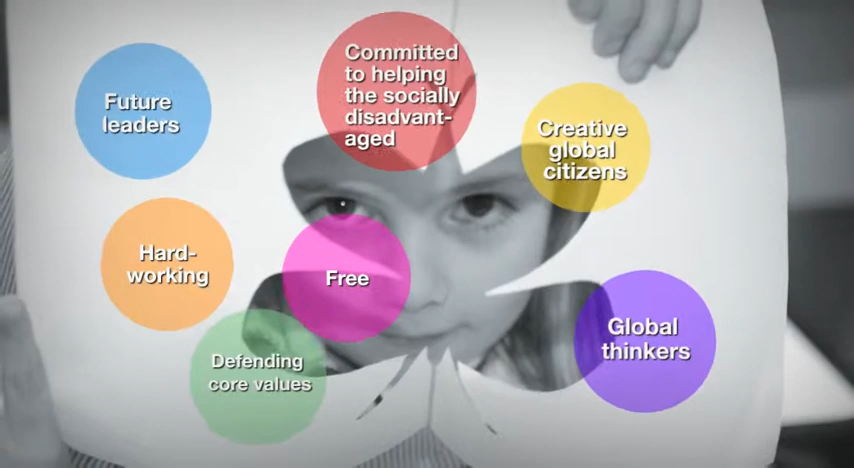 Future
leaders
Committed
to helping
the socially
disadvant-
aged
Creative
global
citizens
Hard-
working
Free
Defending
core values
Global
thinkers